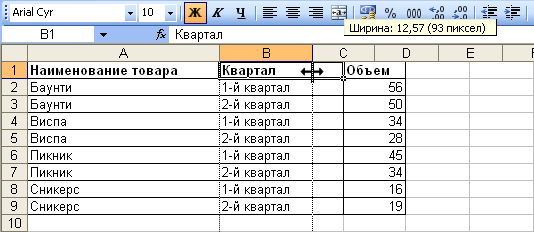 Arial Cyr 10 Ж К Ч
Ширина: 12,57 (93 пиксел)
B1 Квартал
A B C D E F
1 Наименование товара Квартал Объем
2 Баунти 1-й квартал 56
3 Баунти 2-й квартал 50
4 Виспа 1-й квартал 34
5 Виспа 2-й квартал 28
6 Пикник 1-й квартал 45
7 Пикник 2-й квартал 34
8 Сникерс 1-й квартал 16
9 Сникерс 2-й квартал 19
10